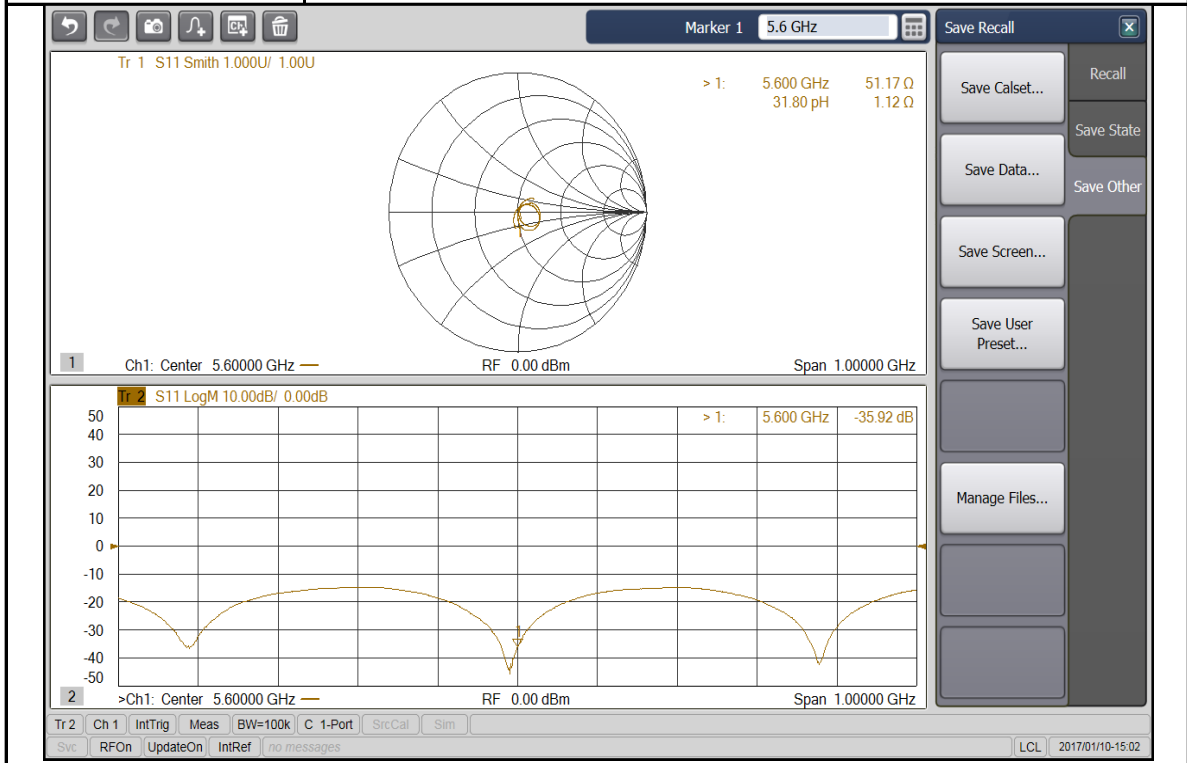 Marker 1 5.6 GHz
Save Recall
Tr 1 S11 Smith 1.000U/ 1.00U
> 1: 5.600 GHz 51.17 Ω
31.80 pH 1.12 Ω
1 Ch1: Center 5.60000 GHz RF 0.00 dBm Span 1.00000 GHz
Tr 2 S11 LogM 10.00dB/ 0.00dB
> 1: 5.600 GHz -35.92 dB
50
40
30
20
10
0
-10
-20
-30
-40
-50
2 >Ch1: Center 5.60000 GHz RF 0.00 dBm Span 1.00000 GHz
Save Calset...
Save Data...
Save Screen...
Save User
Preset...
Manage Files...
Recall
Save State
Save Other
Tr 2 Ch 1 IntTrig Meas BW=100k C 1-Port SrcCal Sim
Svc RFOn UpdateOn IntRef no messages LCL 2017/01/10-15:02